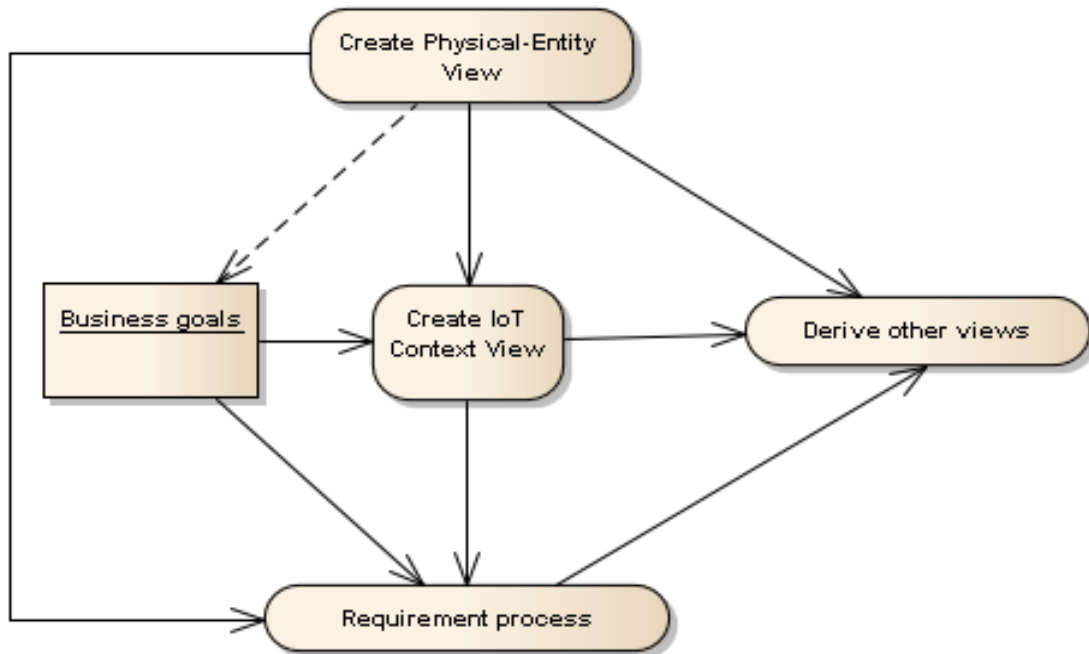 Create Physical-Entity
View
Business goals
Create IoT
Context View
Derive other views
Requirement process